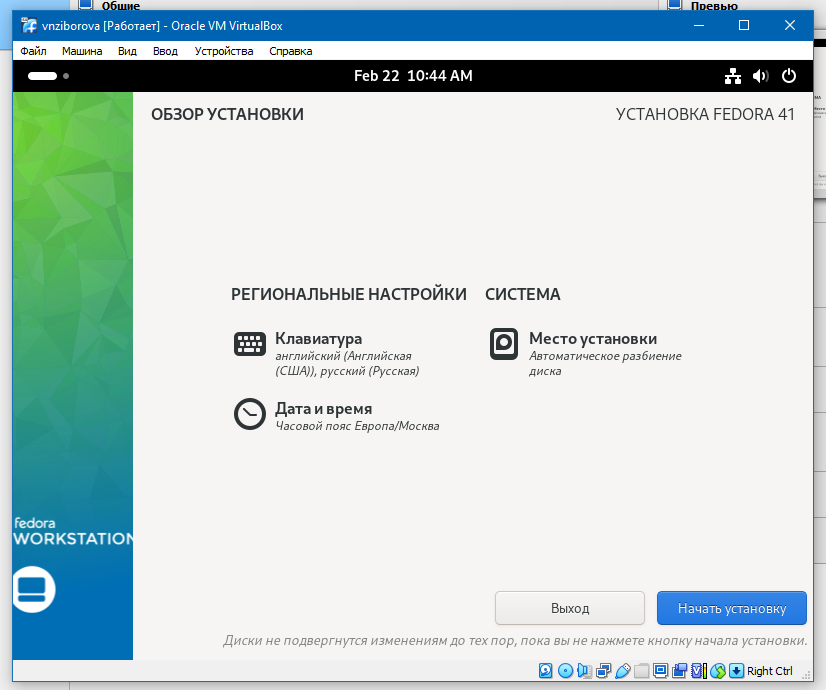 Общие
Превью
vnziborova [Работает] - Oracle VM VirtualBox
Файл Машина Вид Ввод Устройства Справка
Feb 22 10:44 AM
ОБЗОР УСТАНОВКИ
УСТАНОВКА FEDORA 41
РЕГИОНАЛЬНЫЕ НАСТРОЙКИ
СИСТЕМА
Клавиатура
английский (Английская
(США)), русский (Русская)
Место установки
Автоматическое разбиение
диска
Дата и время
Часовой пояс Европа/Москва
fedora
WORKSTATION
Выход
Начать установку
Диски не подвергнутся изменениям до тех пор, пока вы не нажмете кнопку начала установки.
Right Ctrl